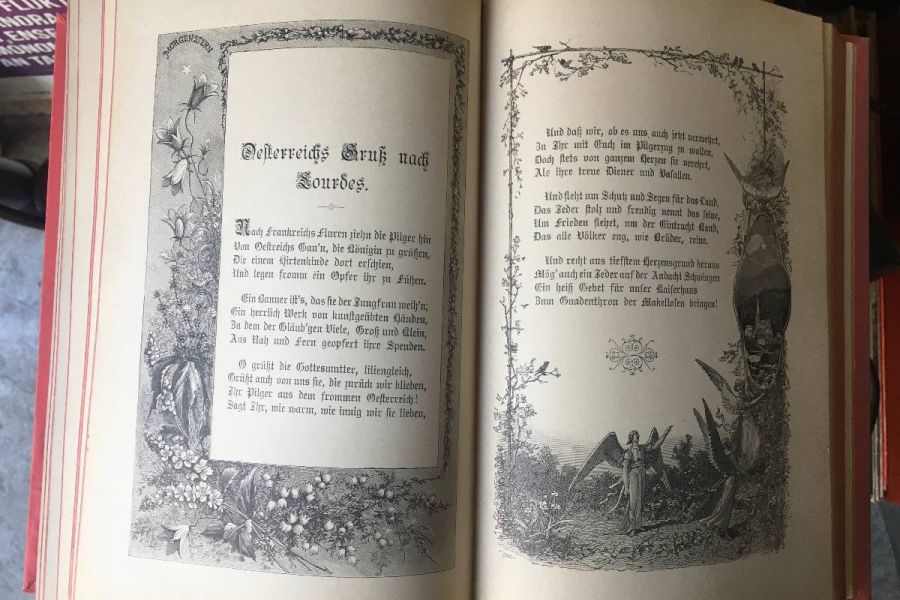 FLUK
NDRA
LENSE
MONO
IN TA
MORGENSTERN
Oesterreichs Gruß nach
Lourdes.
Nach Frankreichs Fluren ziehn die Pilger hin
Von Oestreichs Gau'n, die Königin zu grüßen,
Die einem Hirtenkinde dort erschien,
Und legen fromm ein Opfer ihr zu Füßen.
Ein Banner ist's, das sie der Jungfrau weih'n;
Ein herrlich Werk von kunstgeübten Händen,
Zu dem der Gläub'gen Viele, Groß und Klein,
Aus Nah und Fern geopfert ihre Spenden.
O grüßt die Gottesmutter, liliengleich,
Grüßt auch von uns sie, die zurück wir blieben,
Ihr Pilger aus dem frommen Oesterreich!
Sagt Ihr, wie warm, wie innig wir sie lieben,
Und daß wir, ob es uns auch jetzt verwehrt,
Zu Ihr mit Euch im Pilgerzug zu wallen,
Doch stets von ganzem Herzen sie verehrt,
Als ihre treue Diener und Vasallen.
Und fleht um Schutz und Segen für das Land,
Das Jeder stolz und freudig nennt das seine,
Um Frieden flehet, um der Eintracht Band,
Das alle Völker eng, wie Brüder, eine.
Und recht aus tiefstem Herzensgrund heraus
Mög' auch ein Jeder auf der Andacht Schwingen
Ein heiß Gebet für unser Kaiserhaus
Zum Gnadenthron der Makellosen bringen!